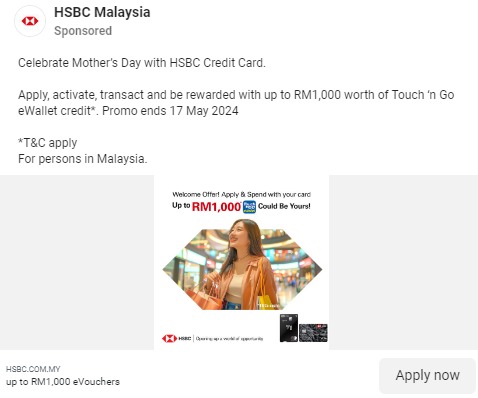 HSBC Malaysia
Sponsored
Celebrate Mother's Day with HSBC Credit Card.
Apply, activate, transact and be rewarded with up to RM1,000 worth of Touch 'n Go
eWallet credit*. Promo ends 17 May 2024
*T&C apply
For persons in Malaysia.
Welcome Offer! Apply & Spend with your card
Up to RM1,000 Could Be Yours!
HSBC | Opening up a world of opportunity
HSBC.COM.MY
up to RM1,000 eVouchers
Apply now